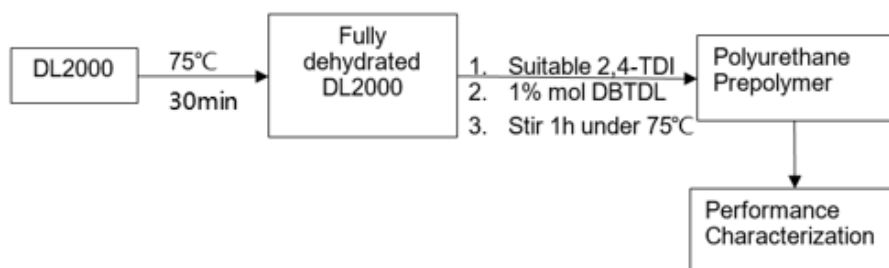 DL2000
75℃
30min
Fully
dehydrated
DL2000
1. Suitable 2,4-TDI
2. 1% mol DBTDL
3. Stir 1h under 75℃
Polyurethane
Prepolymer
Performance
Characterization